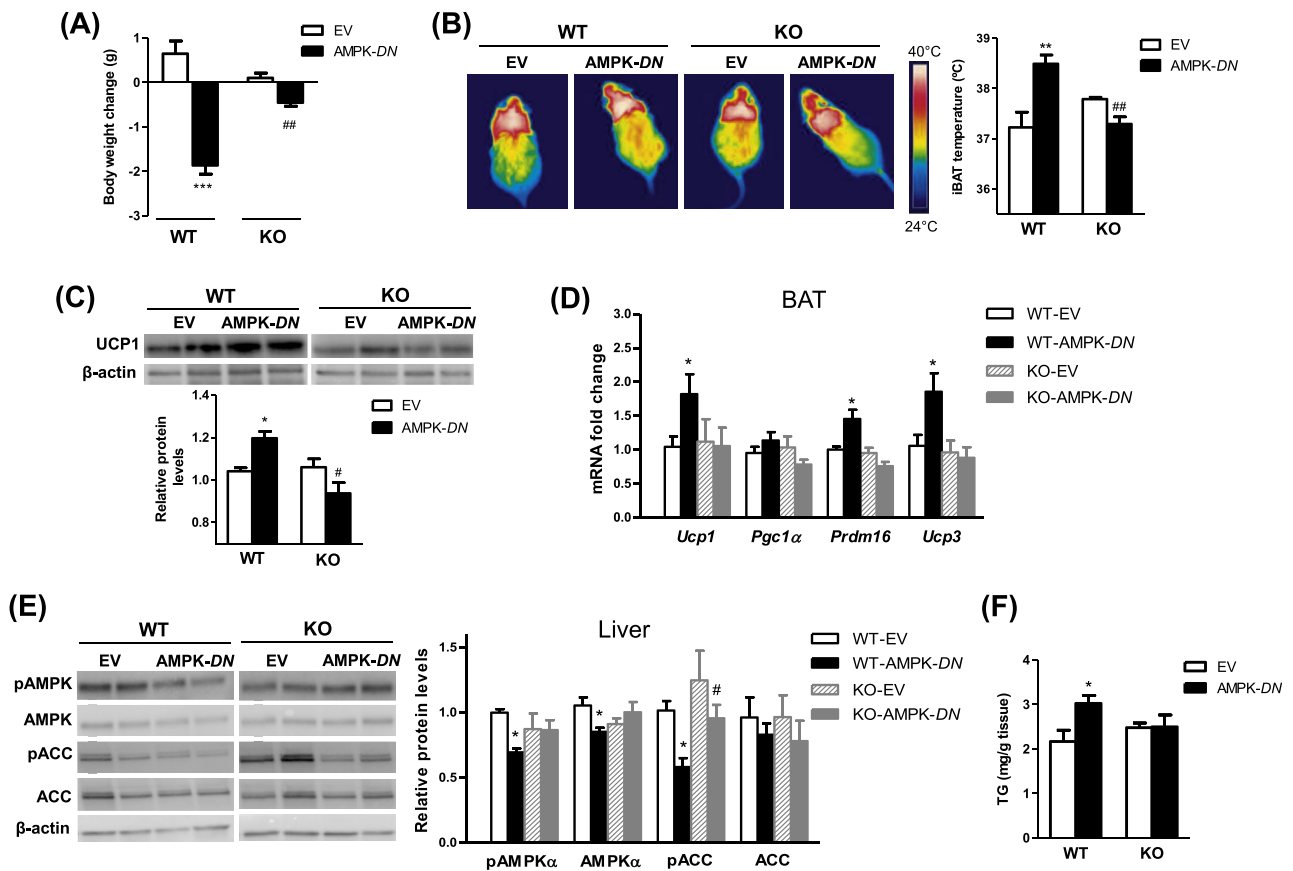 (A)
EV
AMPK-DN
Body weight change (g)
1
0
-1
-2
-3
***
##
WT
KO
(B)
WT
KO
EV
AMPK-DN
EV
AMPK-DN
40°C
24°C
EV
AMPK-DN
iBAT temperature (ºC)
39
38
37
36
**
##
WT
KO
(C)
WT
KO
EV
AMPK-DN
EV
AMPK-DN
UCP1
β-actin
EV
AMPK-DN
Relative protein
levels
1.4
1.2
1.0
0.8
*
#
WT
KO
(D)
BAT
WT-EV
WT-AMPK-DN
KO-EV
KO-AMPK-DN
mRNA fold change
3.0
2.5
2.0
1.5
1.0
0.5
0.0
*
*
*
Ucp1
Pgc1α
Prdm16
Ucp3
(E)
WT
KO
EV
AMPK-DN
EV
AMPK-DN
pAMPK
AMPK
pACC
ACC
β-actin
Liver
WT-EV
WT-AMPK-DN
KO-EV
KO-AMPK-DN
Relative protein levels
1.5
1.0
0.5
0.0
*
*
*
#
pAMPKα
AMPKα
pACC
ACC
(F)
EV
AMPK-DN
TG (mg/g tissue)
4
3
2
1
0
*
WT
KO